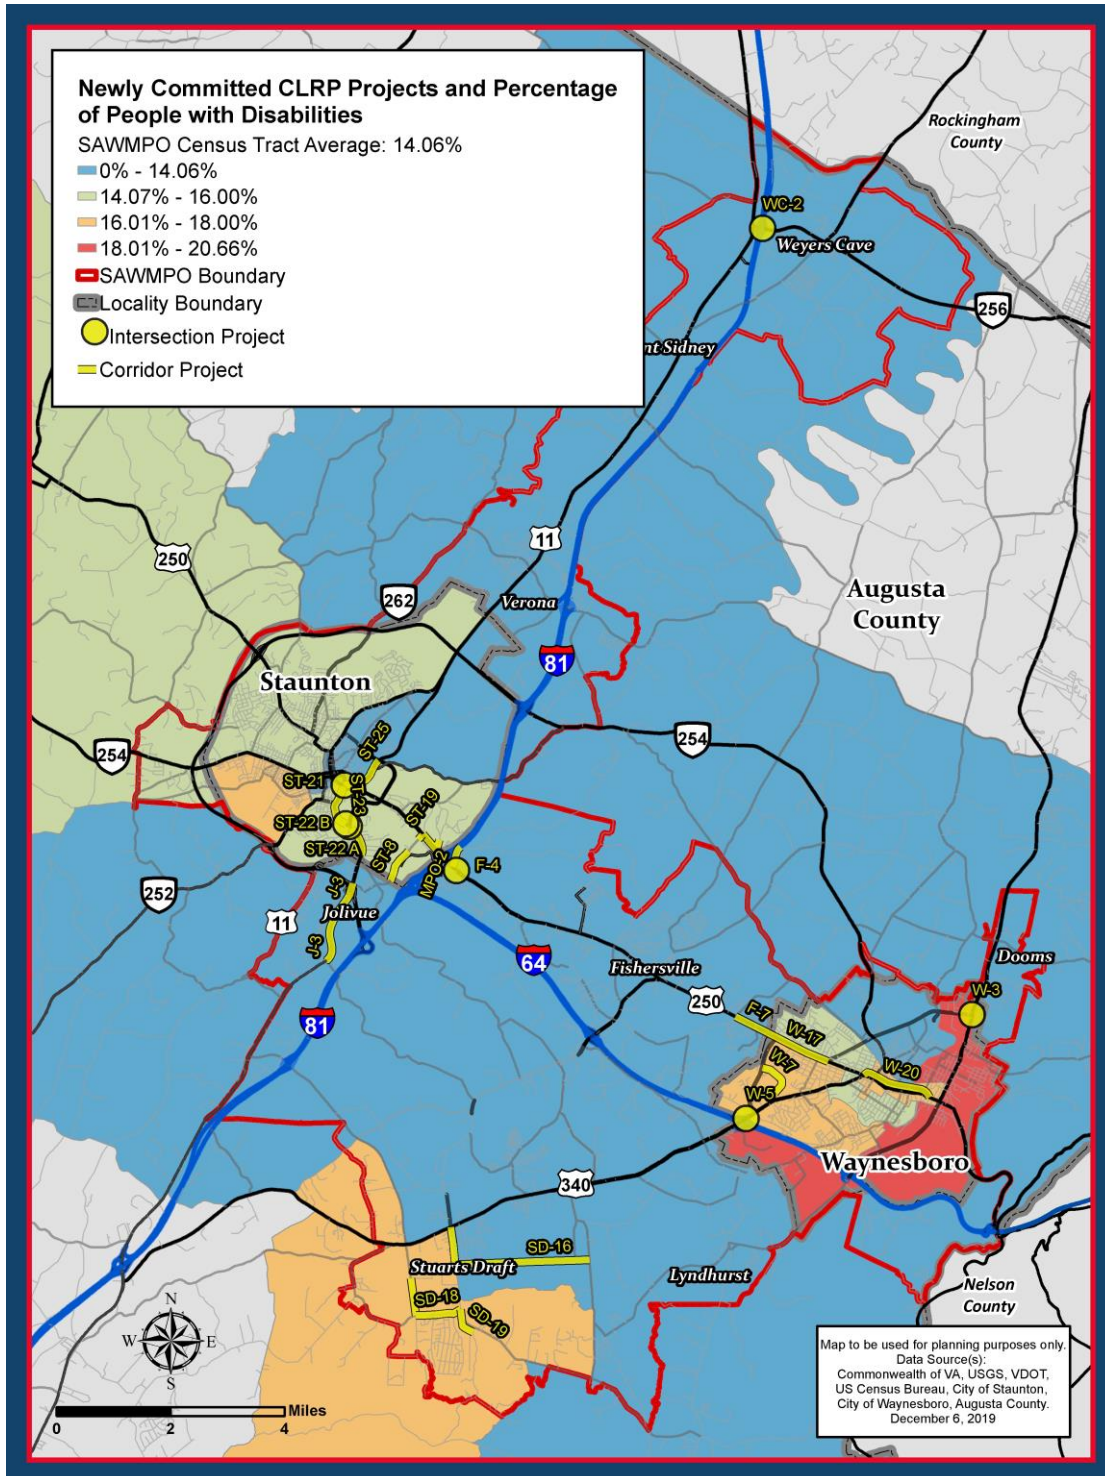 Newly Committed CLRP Projects and Percentage
of People with Disabilities
SAWMPO Census Tract Average: 14.06%
0% - 14.06%
14.07% - 16.00%
16.01% - 18.00%
18.01% - 20.66%
SAWMPO Boundary
Locality Boundary
Intersection Project
Corridor Project
Rockingham
County
WC-2
Weyers Cave
256
nt Sidney
11
250
262
Verona
Augusta
County
81
Staunton
254
254
ST-25
ST-21
ST-23
ST-19
ST-22 B
ST-22 A
ST-8
MPO-2
F-4
252
J-3
Jolivue
11
J-3
64
Fishersville
Dooms
250
W-3
81
F-7
W-17
W-7
W-20
W-5
Waynesboro
340
SD-16
Stuarts Draft
Lyndhurst
SD-18
SD-19
Nelson
County
N
W
E
S
Miles
0
2
4
Map to be used for planning purposes only.
Data Source(s):
Commonwealth of VA, USGS, VDOT,
US Census Bureau, City of Staunton,
City of Waynesboro, Augusta County.
December 6, 2019